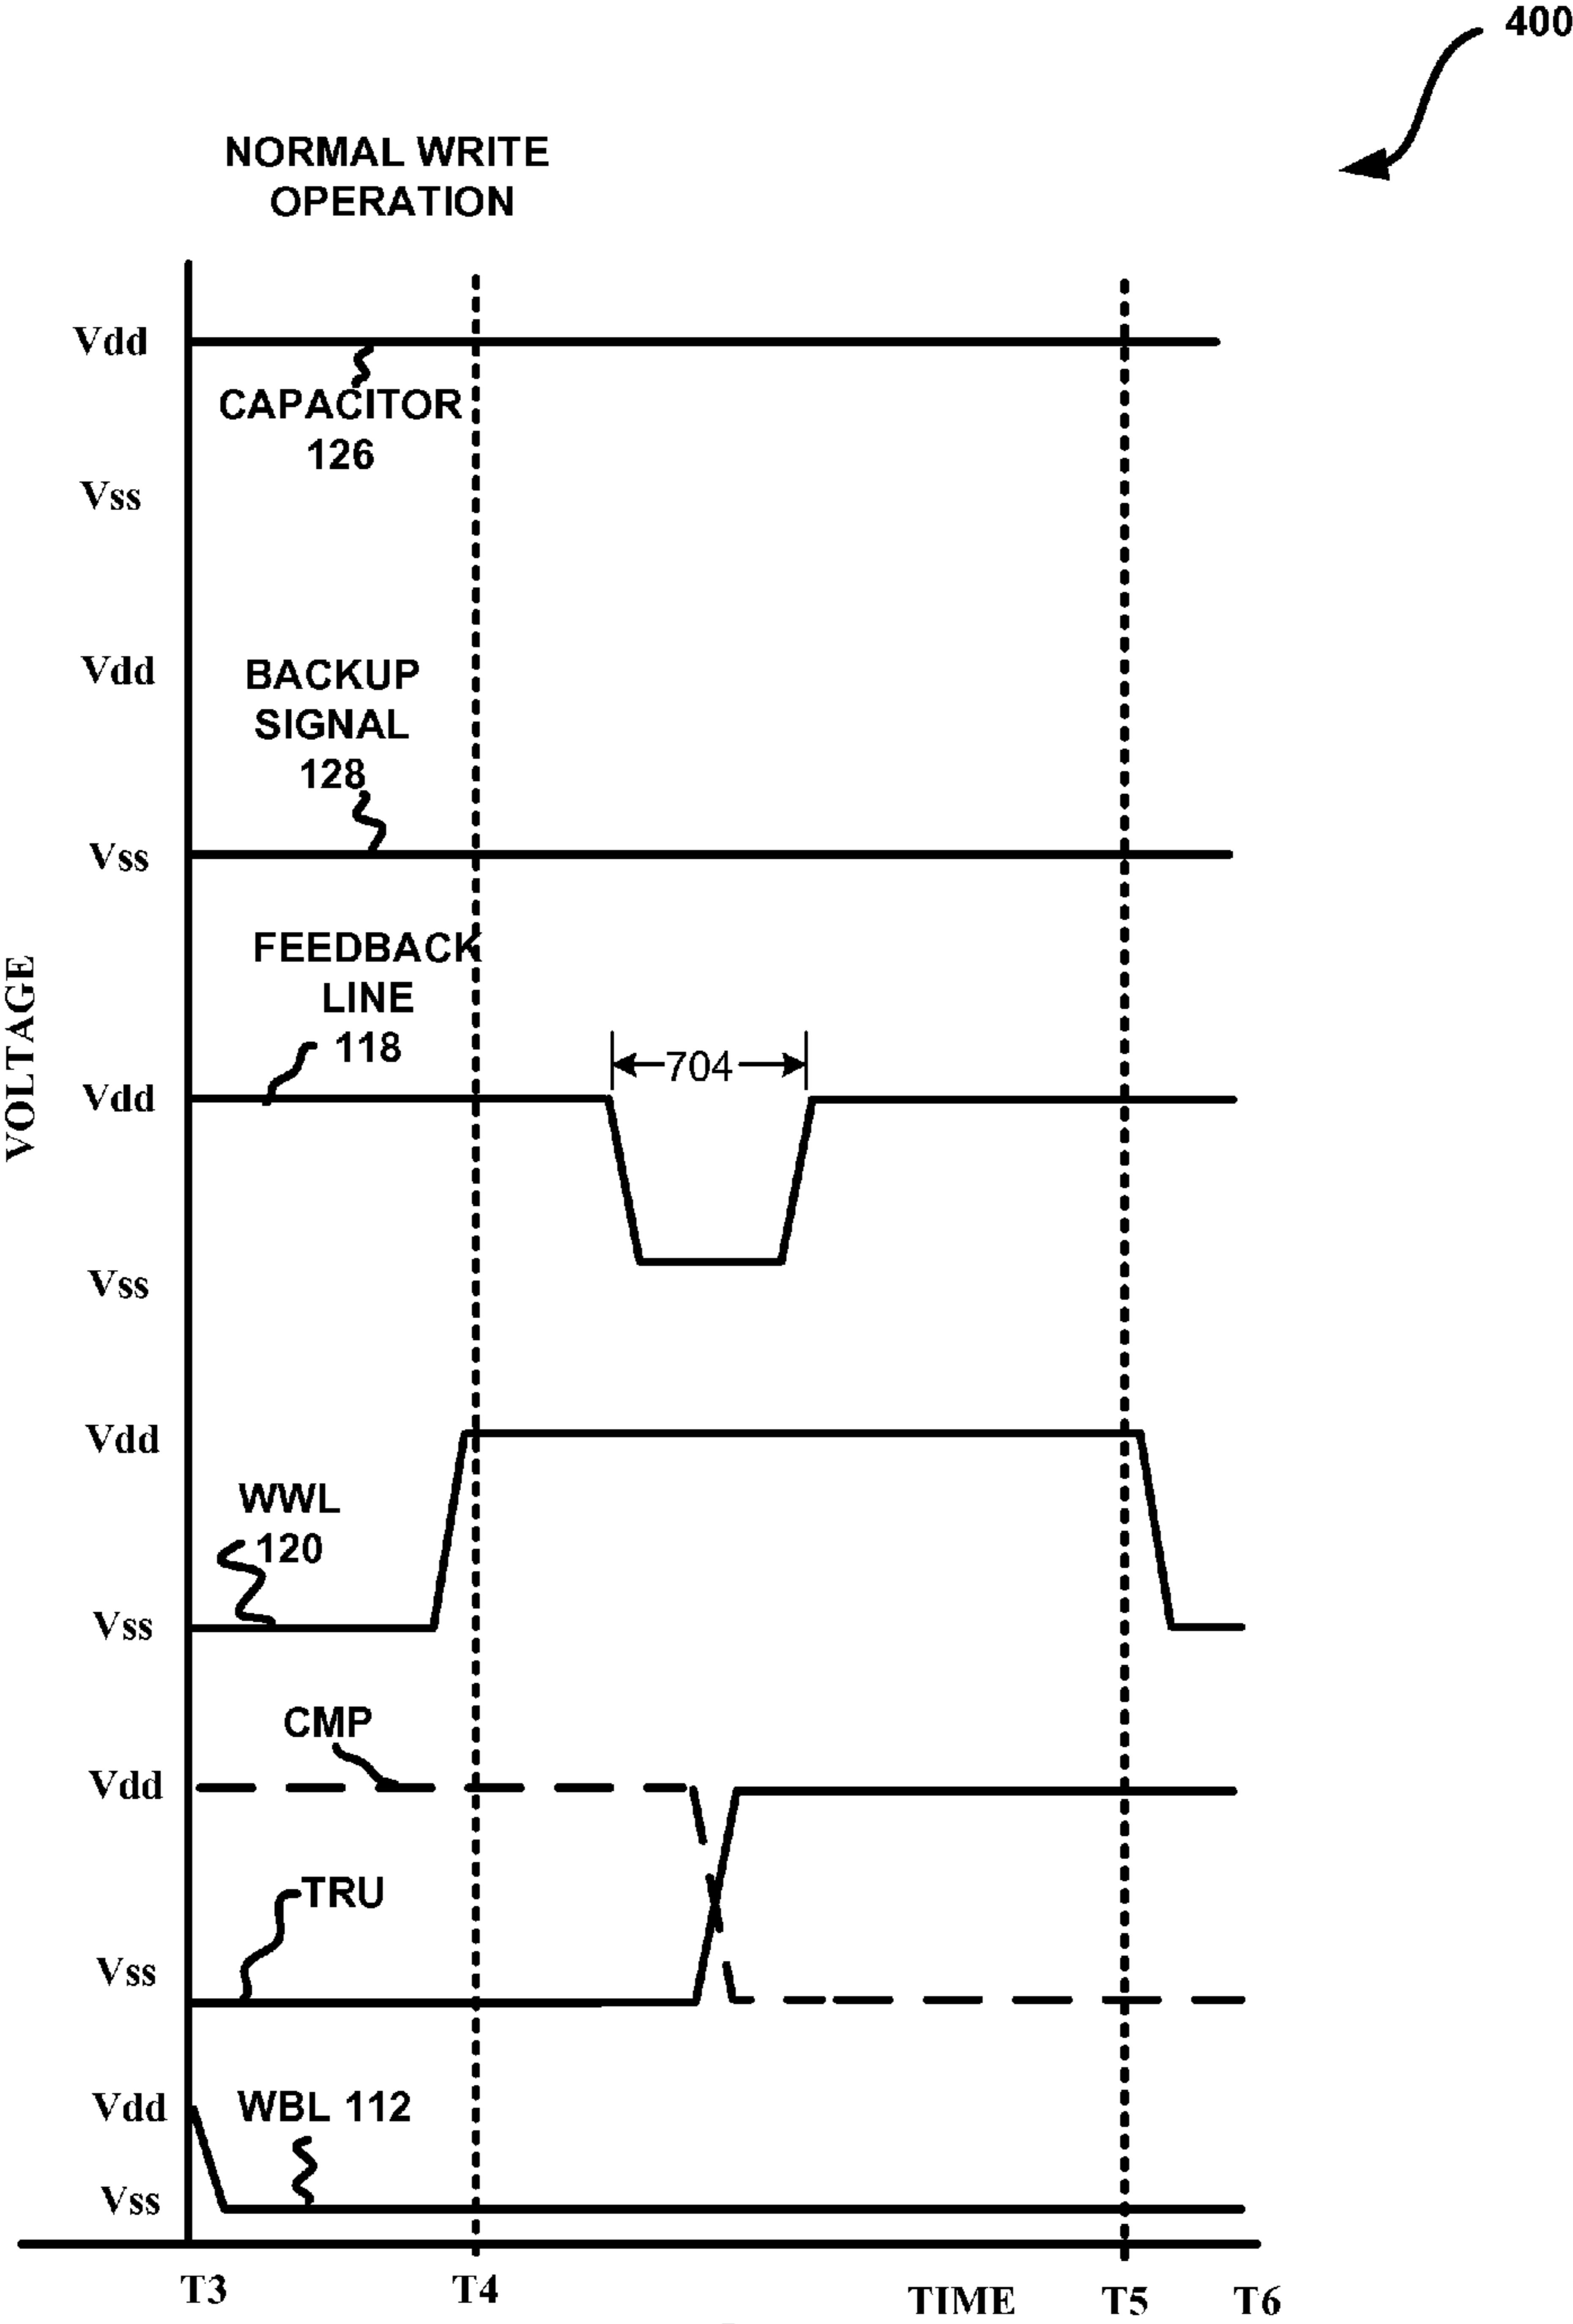 400
NORMAL WRITE
OPERATION
Vdd
CAPACITOR
126
Vss
Vdd
BACKUP
SIGNAL
128
Vss
FEEDBACK
LINE
118
704
Vdd
VOLTAGE
Vss
Vdd
WWL
120
Vss
CMP
Vdd
TRU
Vss
Vdd
WBL 112
Vss
T3
T4
TIME
T5
T6